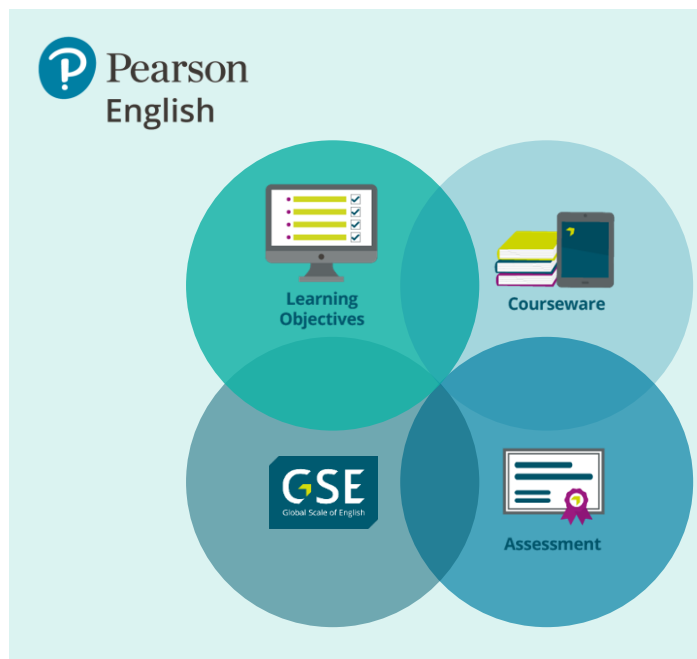 Pearson
English
Learning
Objectives
Courseware
GSE
Global Scale of English
Assessment